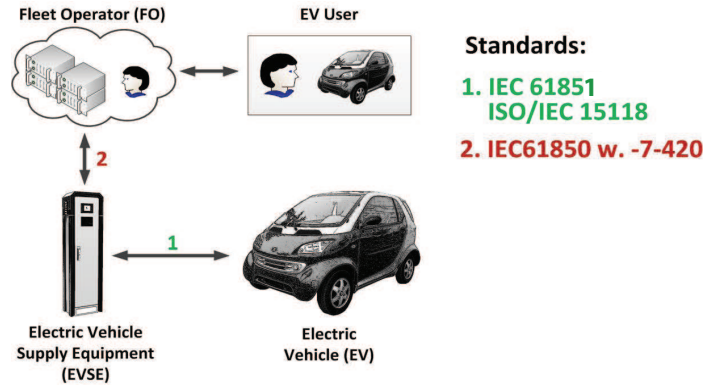 Fleet Operator (FO)
EV User
Standards:
1. IEC 61851
ISO/IEC 15118
2. IEC61850 w. -7-420
2
1
Electric Vehicle
Supply Equipment
(EVSE)
Electric
Vehicle (EV)